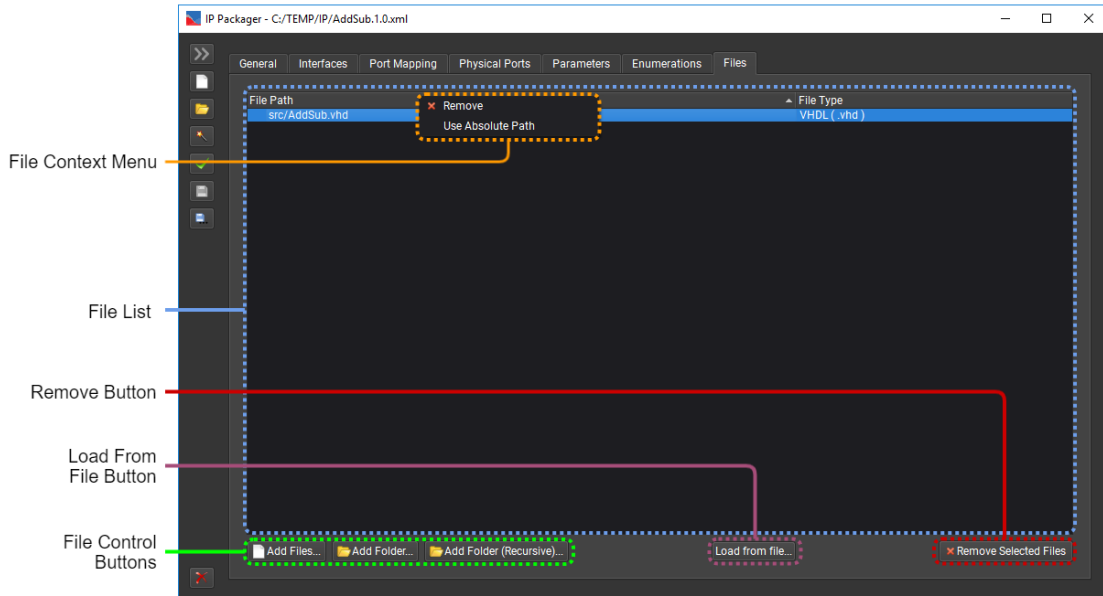 IP Packager - C:/TEMP/IP/AddSub.1.0.xml
General Interfaces Port Mapping Physical Ports Parameters Enumerations Files
File Path File Type
src/AddSub.vhd VHDL ( .vhd )
Remove
Use Absolute Path
File Context Menu
File List
Remove Button
Load From
File Button
File Control
Buttons
Add Files... Add Folder... Add Folder (Recursive)... Load from file... Remove Selected Files